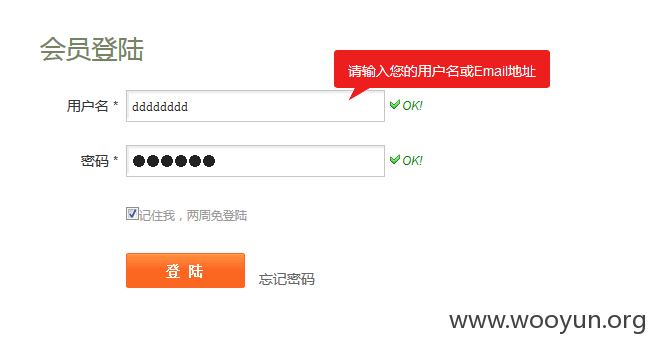 会员登陆
请输入您的用户名或Email地址
用户名 * dddddddd OK!
密码 * ●●●●●● OK!
记住我，两周免登陆
登 陆 忘记密码
www.wooyun.org